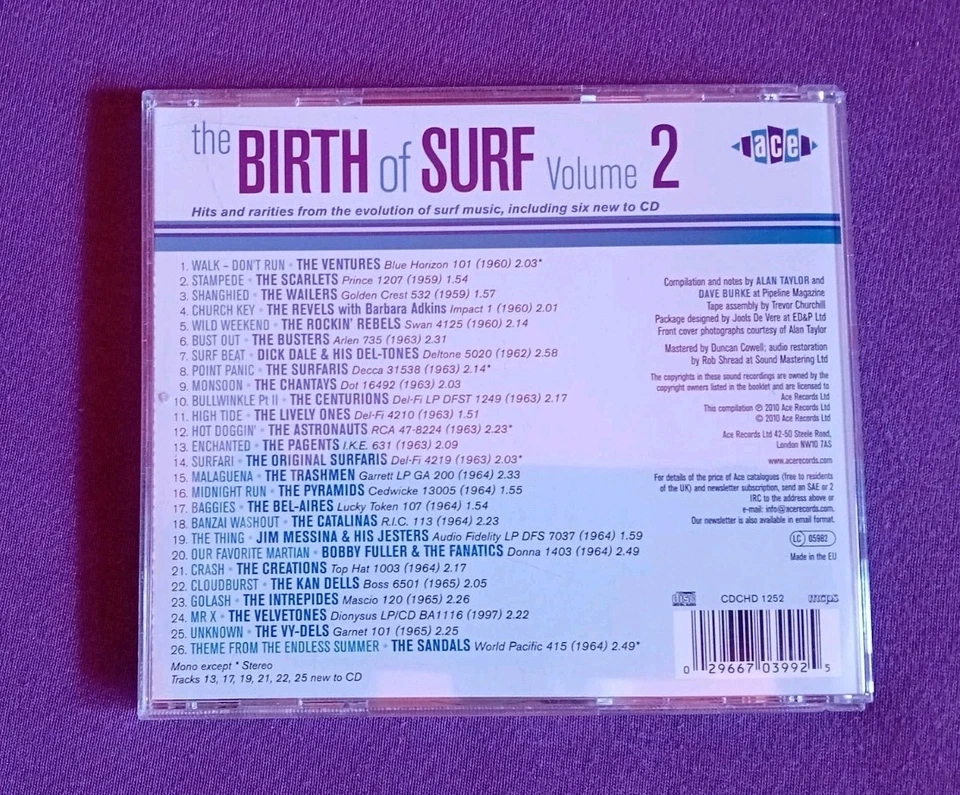 the BIRTH of SURF Volume 2
ace
Hits and rarities from the evolution of surf music, including six new to CD
1. WALK – DON'T RUN • THE VENTURES Blue Horizon 101 (1960) 2.03*
2. STAMPEDE • THE SCARLETS Prince 1207 (1959) 1.54
3. SHANGHIED • THE WAILERS Golden Crest 532 (1959) 1.57
4. CHURCH KEY • THE REVELS with Barbara Adkins Impact 1 (1960) 2.01
5. WILD WEEKEND • THE ROCKIN' REBELS Swan 4125 (1960) 2.14
6. BUST OUT • THE BUSTERS Arlen 735 (1963) 2.31
7. SURF BEAT • DICK DALE & HIS DEL-TONES Deltone 5020 (1962) 2.58
8. POINT PANIC • THE SURFARIS Decca 31538 (1963) 2.14*
9. MONSOON • THE CHANTAYS Dot 16492 (1963) 2.03
10. BULLWINKLE Pt II • THE CENTURIONS Del-Fi LP DFST 1249 (1963) 2.17
11. HIGH TIDE • THE LIVELY ONES Del-Fi 4210 (1963) 1.51
12. HOT DOGGIN' • THE ASTRONAUTS RCA 47-8224 (1963) 2.23*
13. ENCHANTED • THE PAGENTS I.K.E. 631 (1963) 2.09
14. SURFARI • THE ORIGINAL SURFARIS Del-Fi 4219 (1963) 2.03*
15. MALAGUENA • THE TRASHMEN Garrett LP GA 200 (1964) 2.33
16. MIDNIGHT RUN • THE PYRAMIDS Cedwicke 13005 (1964) 1.55
17. BAGGIES • THE BEL-AIRES Lucky Token 107 (1964) 1.54
18. BANZAI WASHOUT • THE CATALINAS R.I.C. 113 (1964) 2.23
19. THE THING • JIM MESSINA & HIS JESTERS Audio Fidelity LP DFS 7037 (1964) 1.59
20. OUR FAVORITE MARTIAN • BOBBY FULLER & THE FANATICS Donna 1403 (1964) 2.49
21. CRASH • THE CREATIONS Top Hat 1003 (1964) 2.17
22. CLOUDBURST • THE KAN DELLS Boss 6501 (1965) 2.05
23. GOLASH • THE INTREPIDES Mascio 120 (1965) 2.26
24. MR X • THE VELVETONES Dionysus LP/CD BA1116 (1997) 2.22
25. UNKNOWN • THE VY-DELS Garnet 101 (1965) 2.25
26. THEME FROM THE ENDLESS SUMMER • THE SANDALS World Pacific 415 (1964) 2.49*
Mono except * Stereo
Tracks 13, 17, 19, 21, 22, 25 new to CD
Compilation and notes by ALAN TAYLOR and
DAVE BURKE at Pipeline Magazine
Tape assembly by Trevor Churchill
Package designed by Jools De Vere at ED&P Ltd
Front cover photographs courtesy of Alan Taylor
Mastered by Duncan Cowell; audio restoration
by Rob Shread at Sound Mastering Ltd
The copyrights in these sound recordings are owned by the
copyright owners listed in the booklet and are licensed to
Ace Records Ltd
This compilation ℗ 2010 Ace Records Ltd
© 2010 Ace Records Ltd
Ace Records Ltd 42-50 Steele Road,
London NW10 7AS
www.acerecords.com
For details of the price of Ace catalogues (free to residents
of the UK) and newsletter subscription, send an SAE or 2
IRC to the address above or
e-mail: info@acerecords.com.
Our newsletter is also available in email format.
LC 05982
Made in the EU
CDCHD 1252 mcps
0 29667 03992 5